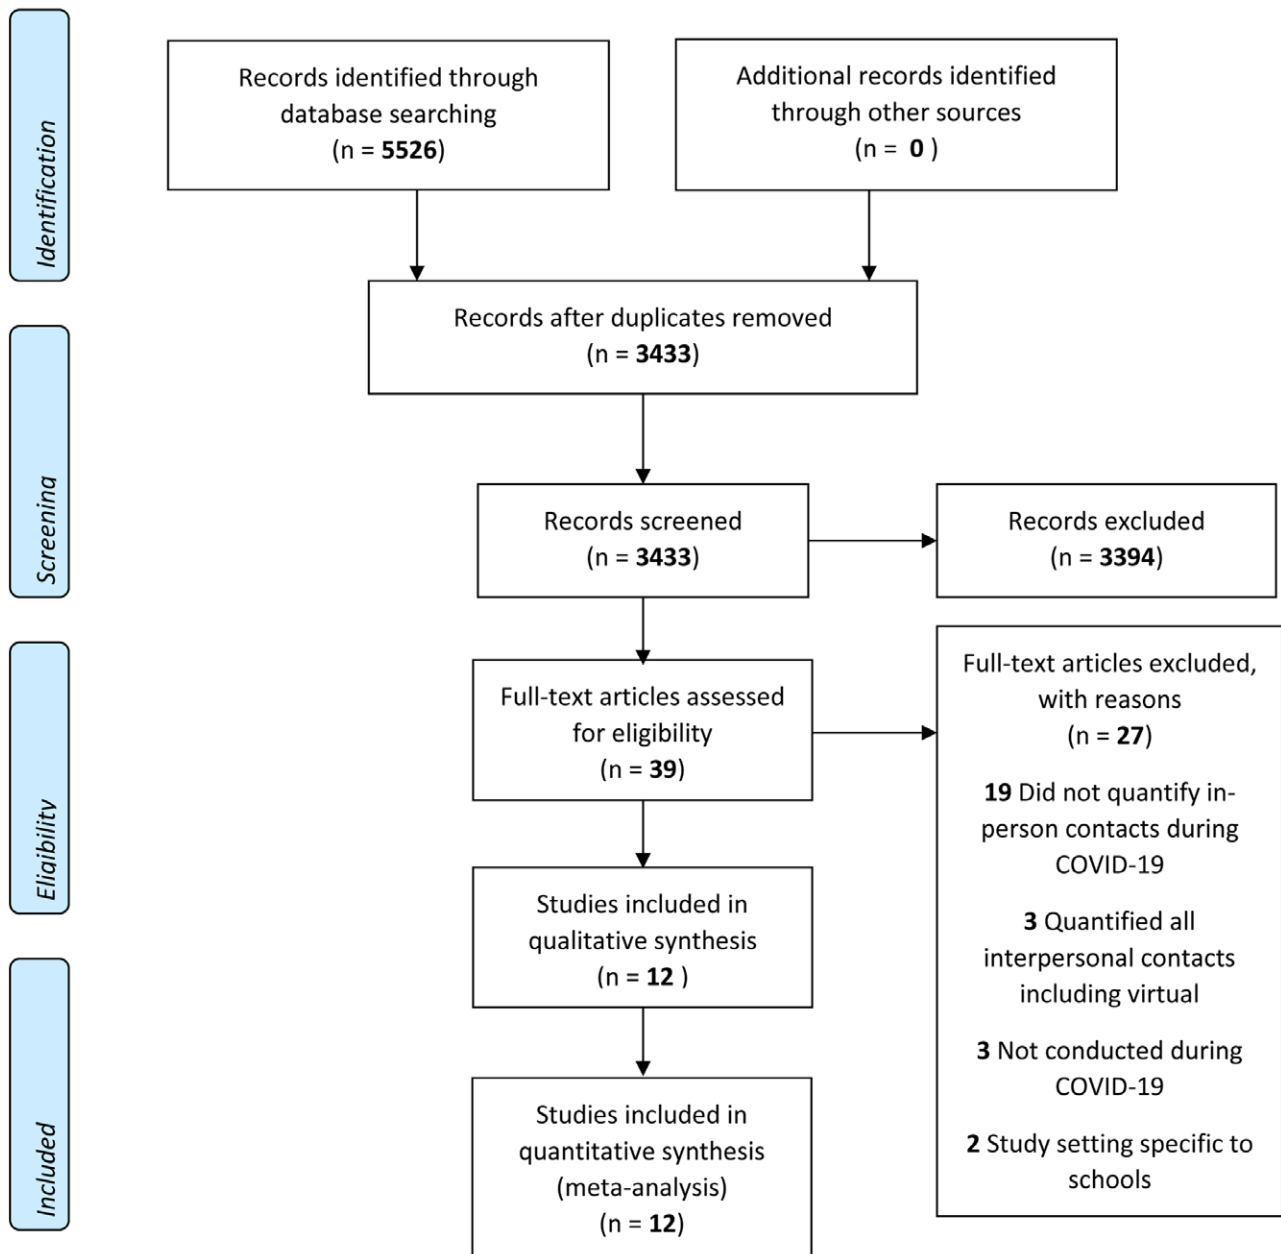 Identification
Records identified through
database searching
(n = 5526)
Additional records identified
through other sources
(n = 0 )
Records after duplicates removed
(n = 3433)
Screening
Records screened
(n = 3433)
Records excluded
(n = 3394)
Eligibility
Full-text articles assessed
for eligibility
(n = 39)
Full-text articles excluded,
with reasons
(n = 27)
19 Did not quantify in-
person contacts during
COVID-19
3 Quantified all
interpersonal contacts
including virtual
3 Not conducted during
COVID-19
2 Study setting specific to
schools
Studies included in
qualitative synthesis
(n = 12 )
Included
Studies included in
quantitative synthesis
(meta-analysis)
(n = 12)